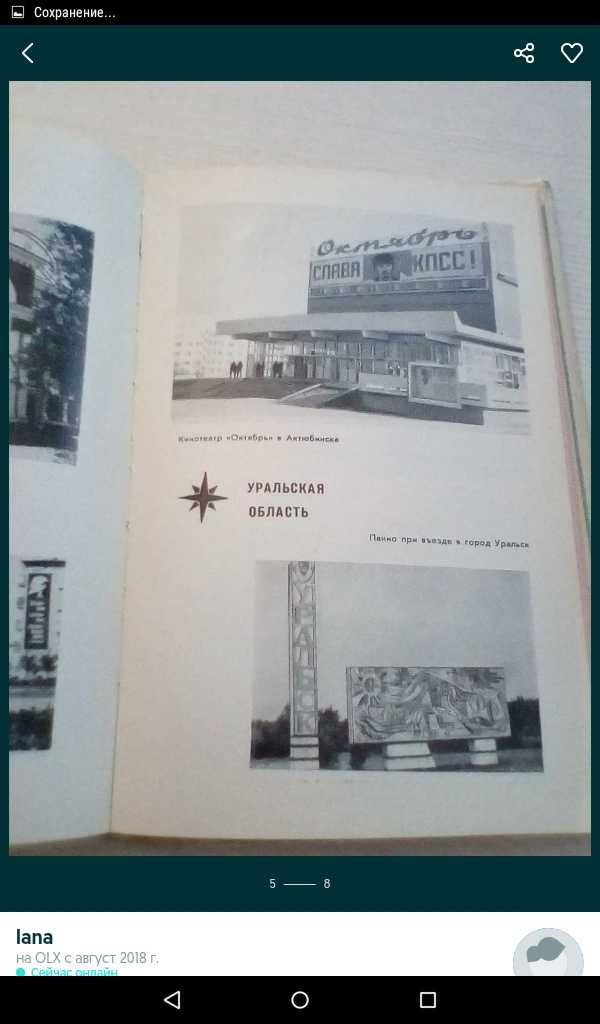 Сохранение...
Октябрь
СЛАВА КПСС!
Кинотеатр «Октябрь» в Актюбинске
УРАЛЬСКАЯ
ОБЛАСТЬ
Панно при въезде в город Уральск
УРАЛЬСК
5 8
lana
на OLX с август 2018 г.
Сейчас онлайн